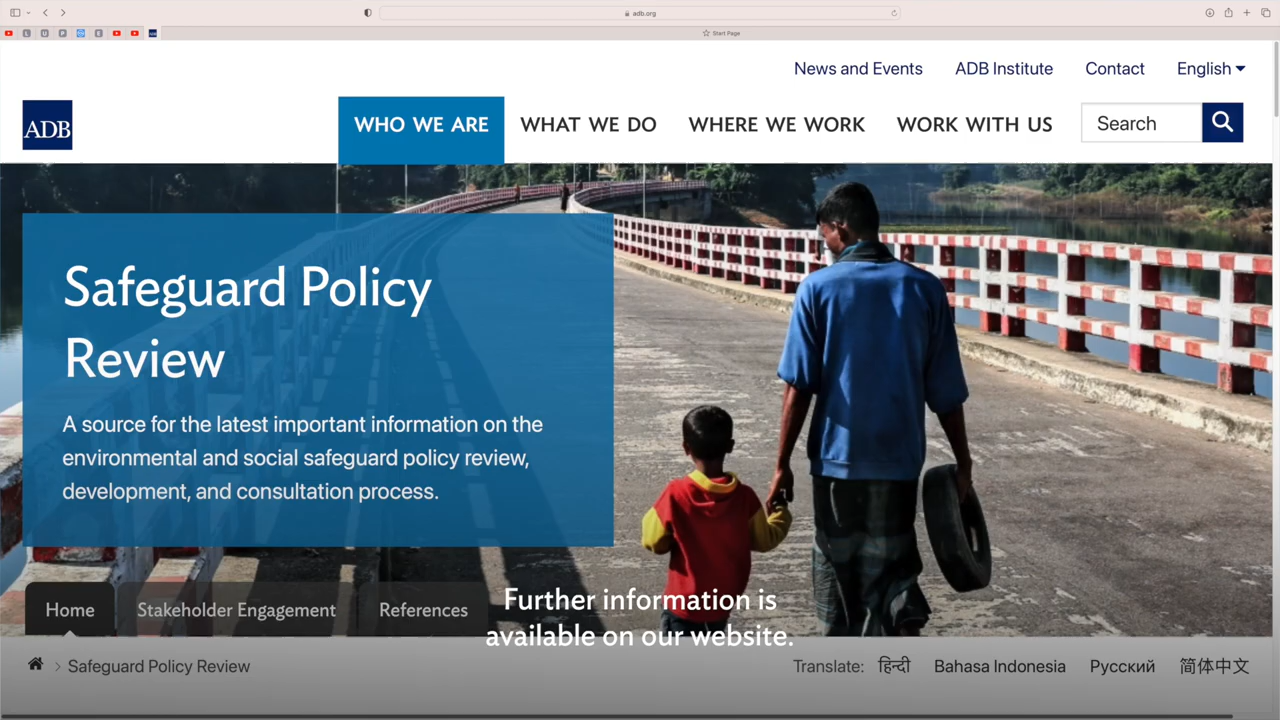 adb.org
L
U
P
E
Start Page
News and Events
ADB Institute
Contact
English
ADB
WHO WE ARE
WHAT WE DO
WHERE WE WORK
WORK WITH US
Search
Safeguard Policy
Review
A source for the latest important information on the
environmental and social safeguard policy review,
development, and consultation process.
Home
Stakeholder Engagement
References
Further information is
available on our website.
Safeguard Policy Review
Translate:
हिन्दी
Bahasa Indonesia
Русский
简体中文